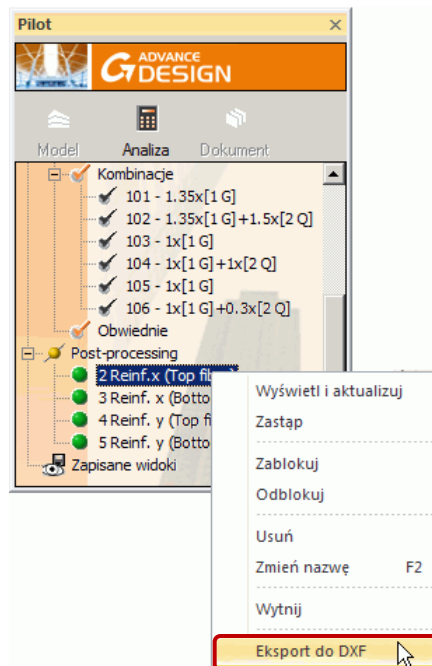 Pilot
ADVANCE
DESIGN
Model
Analiza
Dokument
Kombinacje
101 - 1.35x[1 G]
102 - 1.35x[1 G]+1.5x[2 Q]
103 - 1x[1 G]
104 - 1x[1 G]+1x[2 Q]
105 - 1x[1 G]
106 - 1x[1 G]+0.3x[2 Q]
Obwiednie
Post-processing
2 Reinf.x (Top
3 Reinf. x (Botto
4 Reinf. y (Top fi
5 Reinf. y (Botto
Zapisane widoki
Wyświetl i aktualizuj
Zastąp
Zablokuj
Odblokuj
Usuń
Zmień nazwę F2
Wytnij
Eksport do DXF